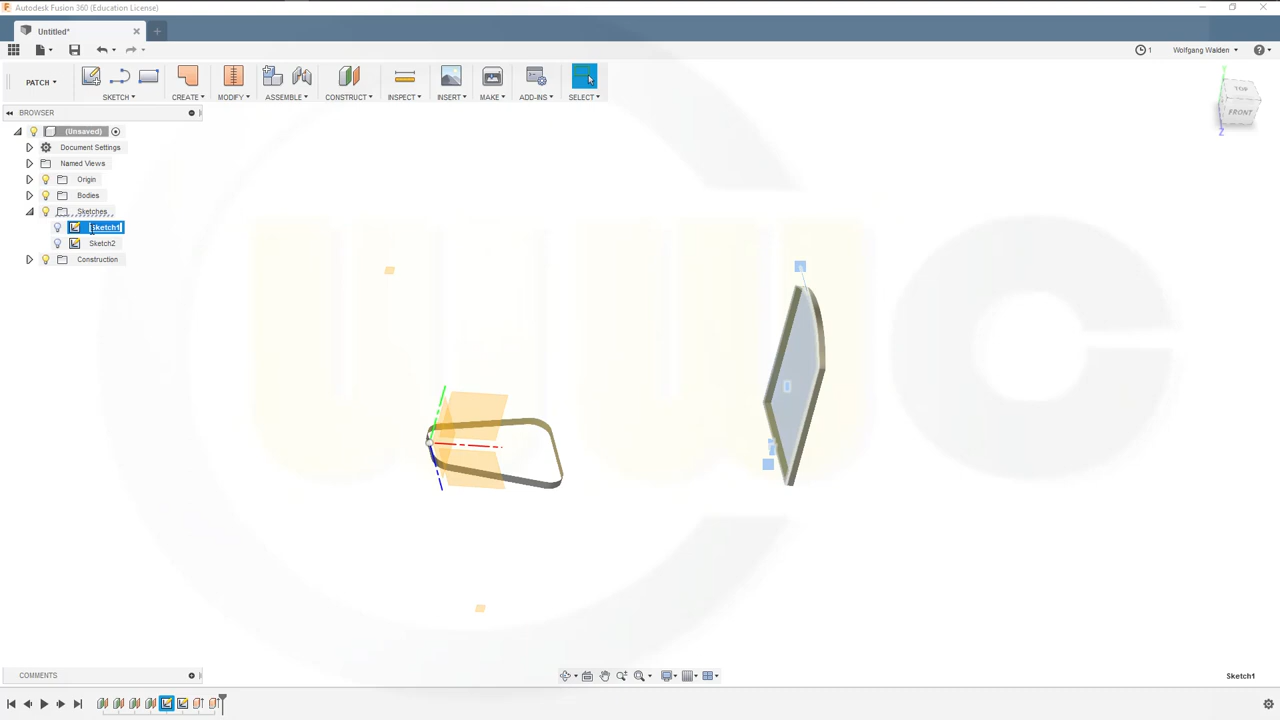 Autodesk Fusion 360 (Education License)
Untitled*
1
Wolfgang Walden
PATCH
SKETCH
CREATE
MODIFY
ASSEMBLE
CONSTRUCT
INSPECT
INSERT
MAKE
ADD-INS
SELECT
BROWSER
(Unsaved)
Document Settings
Named Views
Origin
Bodies
Sketches
Sketch1
Sketch2
Construction
TOP
FRONT
Z
COMMENTS
Sketch1